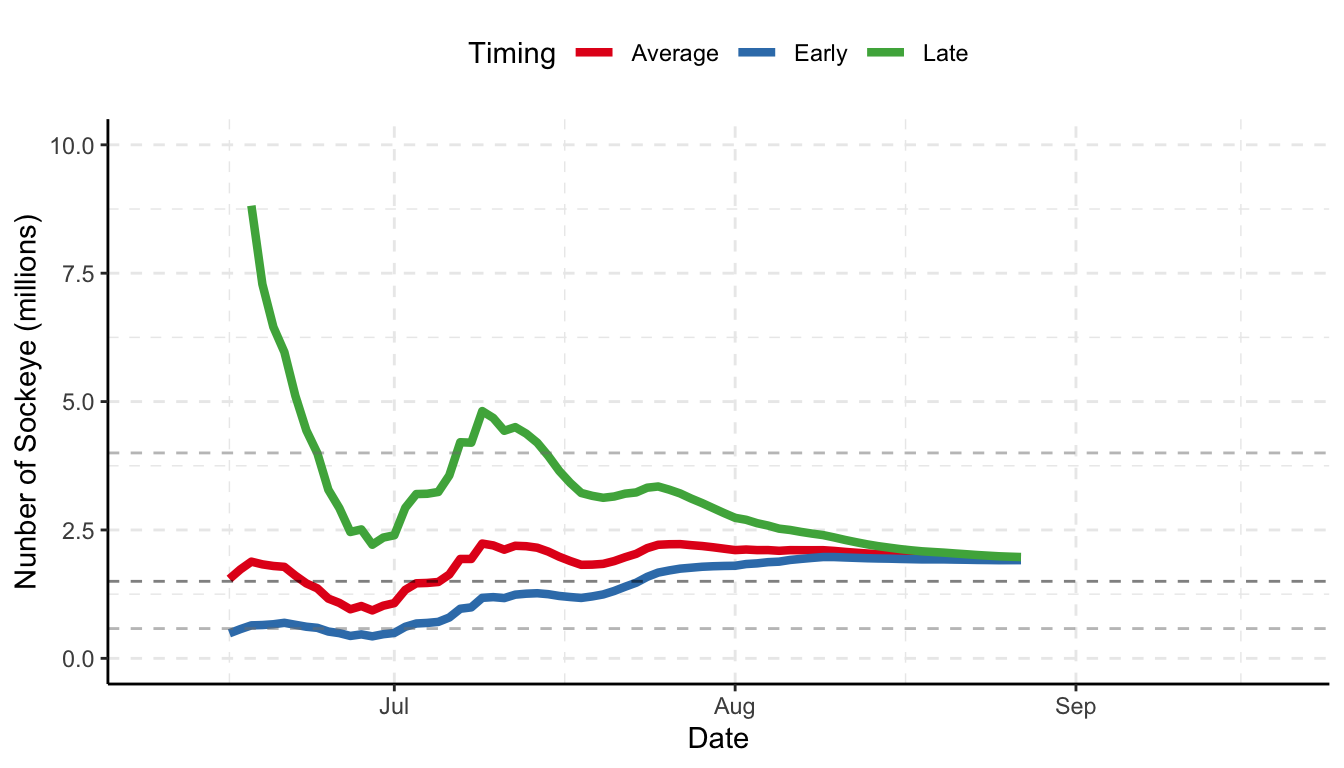 Timing Average Early Late
Nunber of Sockeye (millions)
10.0
7.5
5.0
2.5
0.0
Jul Aug Sep
Date